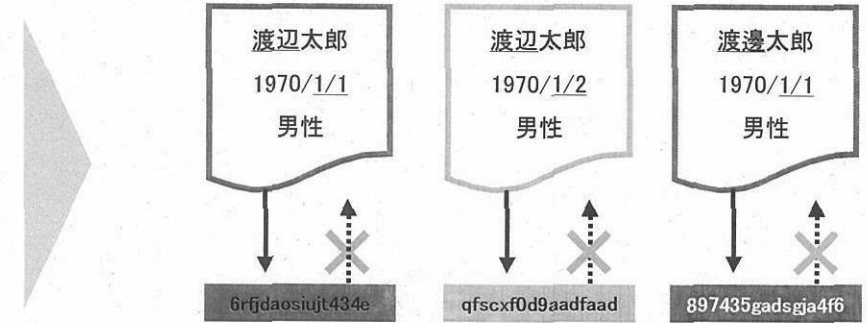 渡辺太郎
1970/1/1
男性
6rfjdaosiujt434e
渡辺太郎
1970/1/2
男性
qfscxf0d9aadfaad
渡邊太郎
1970/1/1
男性
897435gadsgja4f6